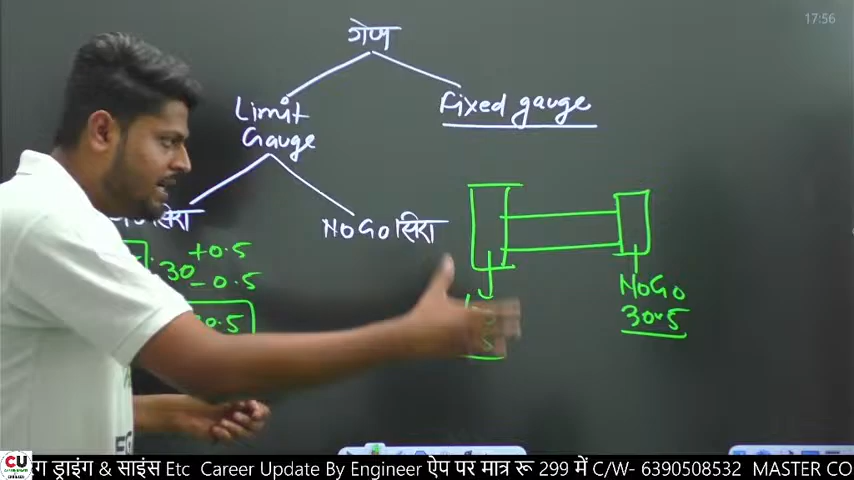 17:56
गेज
Limit
Gauge
Fixed gauge
सिरा
NoGo सिरा
30 +0.5
-0.5
30.5
NoGo
30.5
CU
ग ड्राइंग & साइंस Etc Career Update By Engineer ऐप पर मात्र रू 299 में C/W- 6390508532 MASTER CO